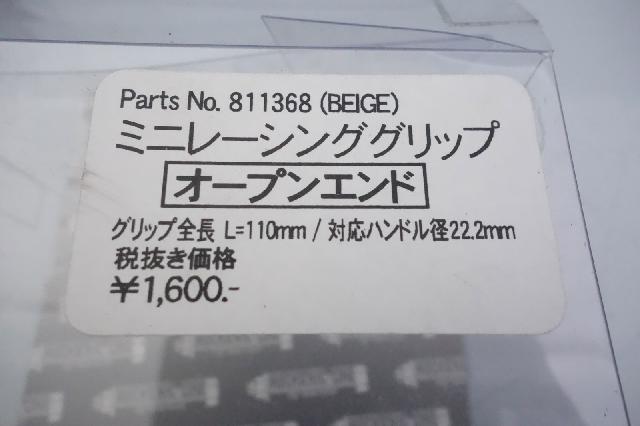 Parts No. 811368 (BEIGE)
ミニレーシンググリップ
オープンエンド
グリップ全長 L=110mm / 対応ハンドル径22.2mm
税抜き価格
¥1,600.-